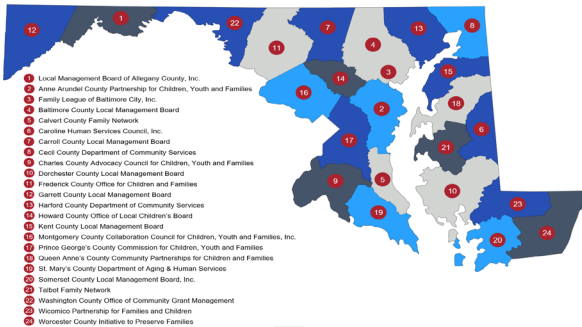 1
22
7
4
13
8
12
11
3
15
14
16
2
18
17
6
21
5
9
10
19
23
20
24
1 Local Management Board of Allegany County, Inc.
2 Anne Arundel County Partnership for Children, Youth and Families
3 Family League of Baltimore City, Inc.
4 Baltimore County Local Management Board
5 Calvert County Family Network
6 Caroline Human Services Council, Inc.
7 Carroll County Local Management Board
8 Cecil County Department of Community Services
9 Charles County Advocacy Council for Children, Youth and Families
10 Dorchester County Local Management Board
11 Frederick County Office for Children and Families
12 Garrett County Local Management Board
13 Harford County Department of Community Services
14 Howard County Office of Local Children's Board
15 Kent County Local Management Board
16 Montgomery County Collaboration Council for Children, Youth and Families, Inc.
17 Prince George's County Commission for Children, Youth and Families
18 Queen Anne's County Community Partnerships for Children and Families
19 St. Mary's County Department of Aging & Human Services
20 Somerset County Local Management Board, Inc.
21 Talbot Family Network
22 Washington County Office of Community Grant Management
23 Wicomico Partnership for Families and Children
24 Worcester County Initiative to Preserve Families